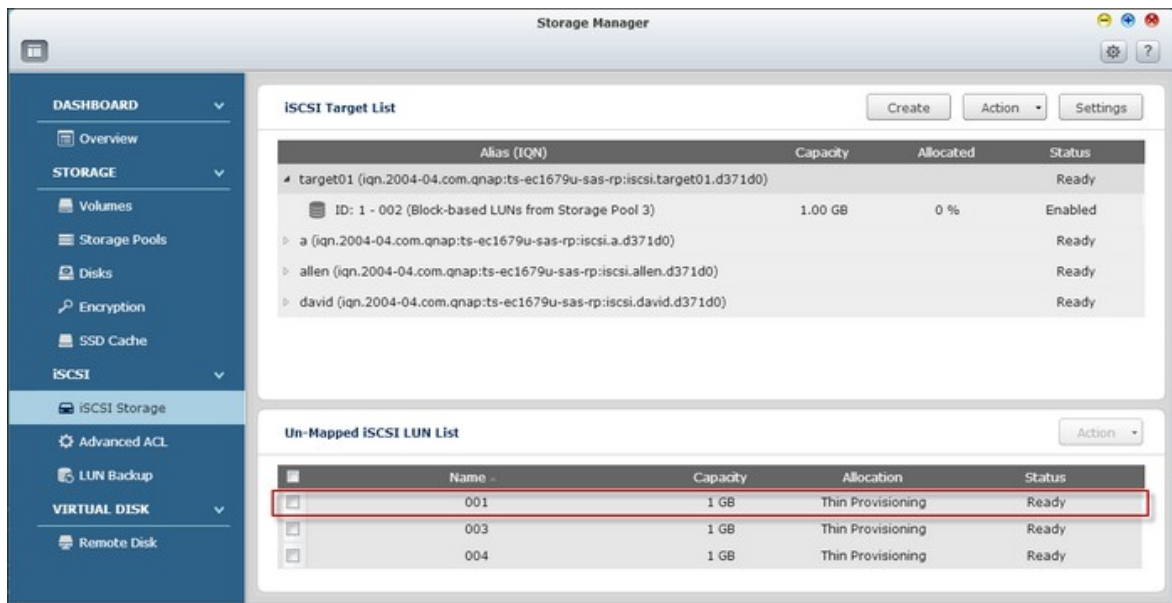 Storage Manager
?
DASHBOARD
Overview
STORAGE
Volumes
Storage Pools
Disks
Encryption
SSD Cache
iSCSI
iSCSI Storage
Advanced ACL
LUN Backup
VIRTUAL DISK
Remote Disk
iSCSI Target List Create Action Settings
Alias (IQN) Capacity Allocated Status
target01 (iqn.2004-04.com.qnap:ts-ec1679u-sas-rp:iscsi.target01.d371d0) Ready
ID: 1 - 002 (Block-based LUNs from Storage Pool 3) 1.00 GB 0 % Enabled
a (iqn.2004-04.com.qnap:ts-ec1679u-sas-rp:iscsi.a.d371d0) Ready
allen (iqn.2004-04.com.qnap:ts-ec1679u-sas-rp:iscsi.allen.d371d0) Ready
david (iqn.2004-04.com.qnap:ts-ec1679u-sas-rp:iscsi.david.d371d0) Ready
Un-Mapped iSCSI LUN List Action
Name Capacity Allocation Status
001 1 GB Thin Provisioning Ready
003 1 GB Thin Provisioning Ready
004 1 GB Thin Provisioning Ready